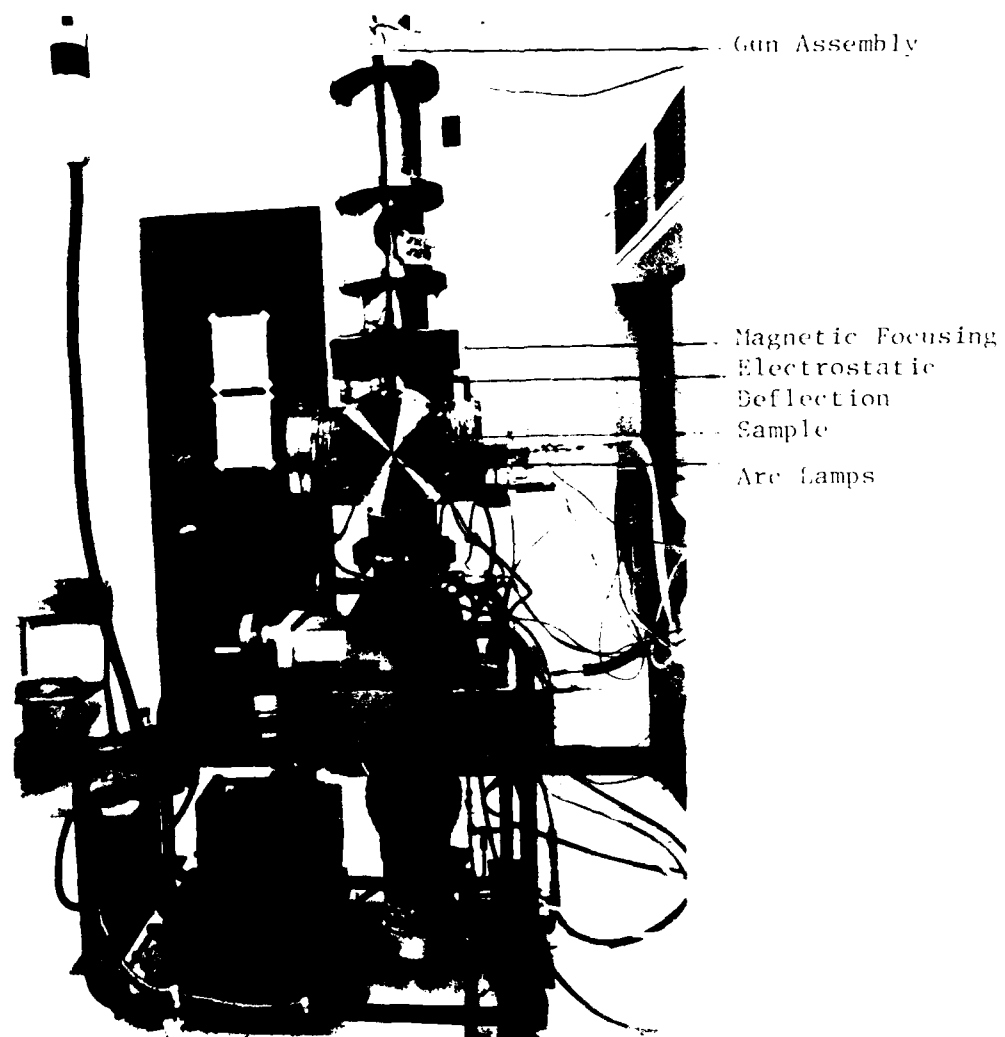 Gun Assembly
Magnetic Focusing
Electrostatic
Deflection
Sample
Arc Lamps